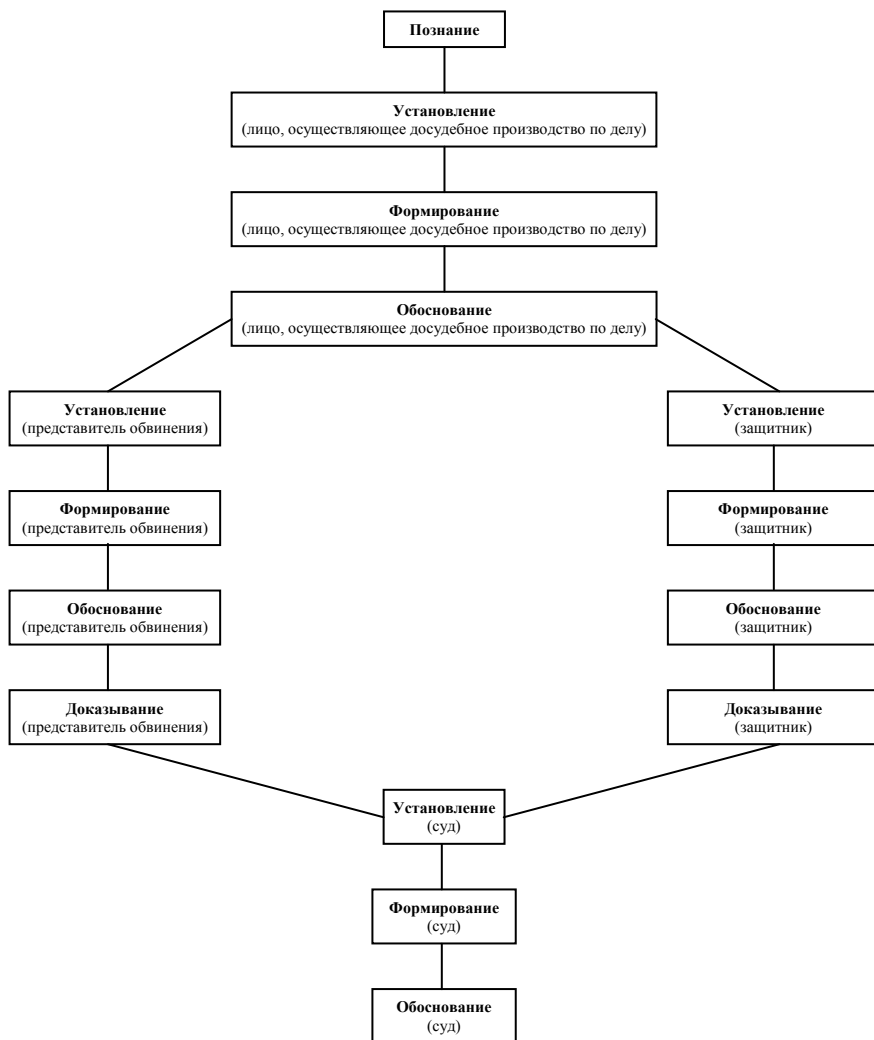 Познание
Установление
(лицо, осуществляющее досудебное производство по делу)
Формирование
(лицо, осуществляющее досудебное производство по делу)
Обоснование
(лицо, осуществляющее досудебное производство по делу)
Установление
(представитель обвинения)
Формирование
(представитель обвинения)
Обоснование
(представитель обвинения)
Доказывание
(представитель обвинения)
Установление
(защитник)
Формирование
(защитник)
Обоснование
(защитник)
Доказывание
(защитник)
Установление
(суд)
Формирование
(суд)
Обоснование
(суд)